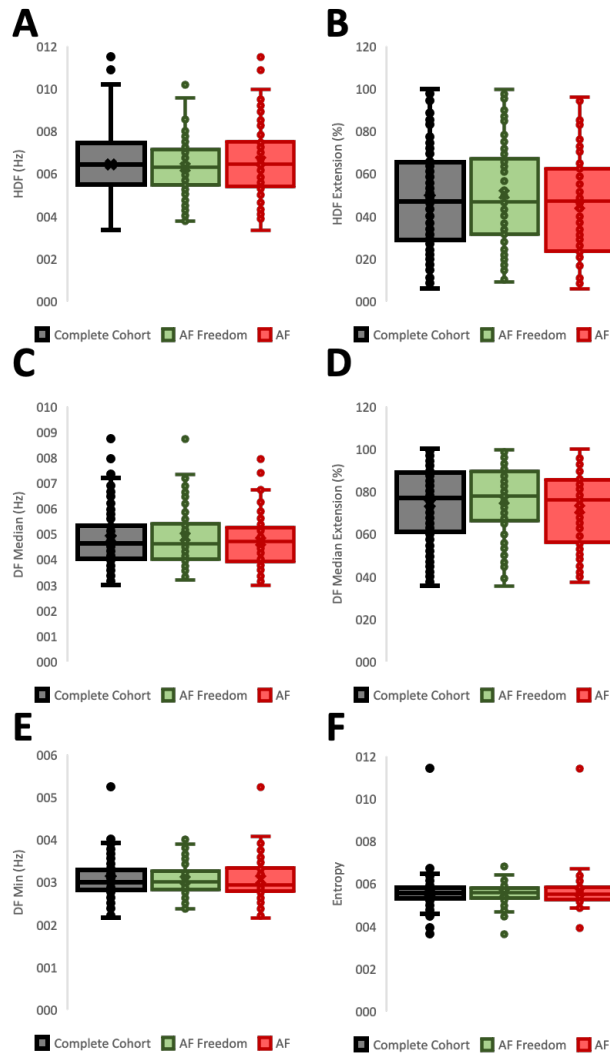 A
012
010
008
006
004
002
000
HDF (Hz)
Complete Cohort AF Freedom AF
B
120
100
080
060
040
020
000
HDF Extension (%)
Complete Cohort AF Freedom AF
C
010
009
008
007
006
005
004
003
002
001
000
DF Median (Hz)
Complete Cohort AF Freedom AF
D
120
100
080
060
040
020
000
DF Median Extension (%)
Complete Cohort AF Freedom AF
E
006
005
004
003
002
001
000
DF Min (Hz)
Complete Cohort AF Freedom AF
F
012
010
008
006
004
002
000
Entropy
Complete Cohort AF Freedom AF